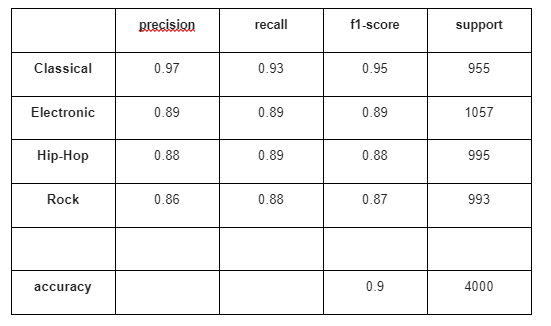 precision recall f1-score support
Classical 0.97 0.93 0.95 955
Electronic 0.89 0.89 0.89 1057
Hip-Hop 0.88 0.89 0.88 995
Rock 0.86 0.88 0.87 993
accuracy 0.9 4000